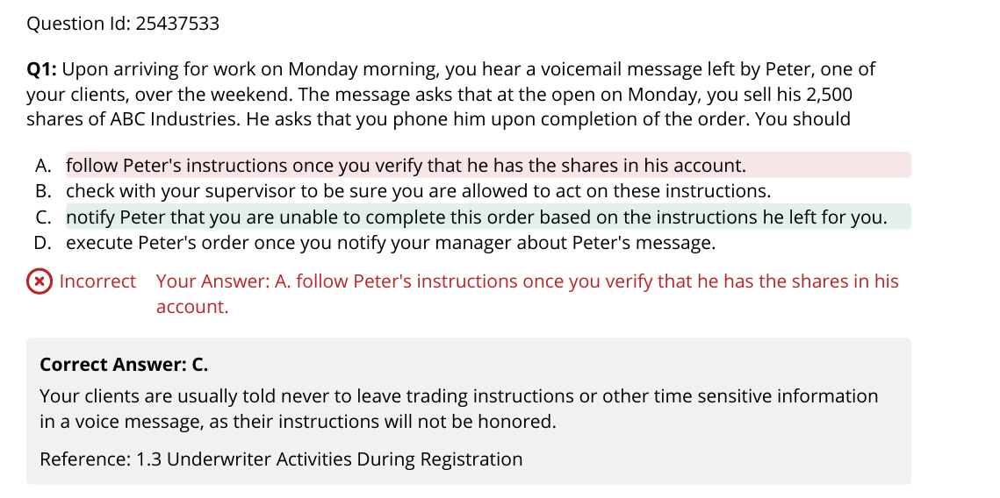 Question Id: 25437533
Q1: Upon arriving for work on Monday morning, you hear a voicemail message left by Peter, one of
your clients, over the weekend. The message asks that at the open on Monday, you sell his 2,500
shares of ABC Industries. He asks that you phone him upon completion of the order. You should
A. follow Peter's instructions once you verify that he has the shares in his account.
B. check with your supervisor to be sure you are allowed to act on these instructions.
C. notify Peter that you are unable to complete this order based on the instructions he left for you.
D. execute Peter's order once you notify your manager about Peter's message.
Incorrect Your Answer: A. follow Peter's instructions once you verify that he has the shares in his
account.
Correct Answer: C.
Your clients are usually told never to leave trading instructions or other time sensitive information
in a voice message, as their instructions will not be honored.
Reference: 1.3 Underwriter Activities During Registration